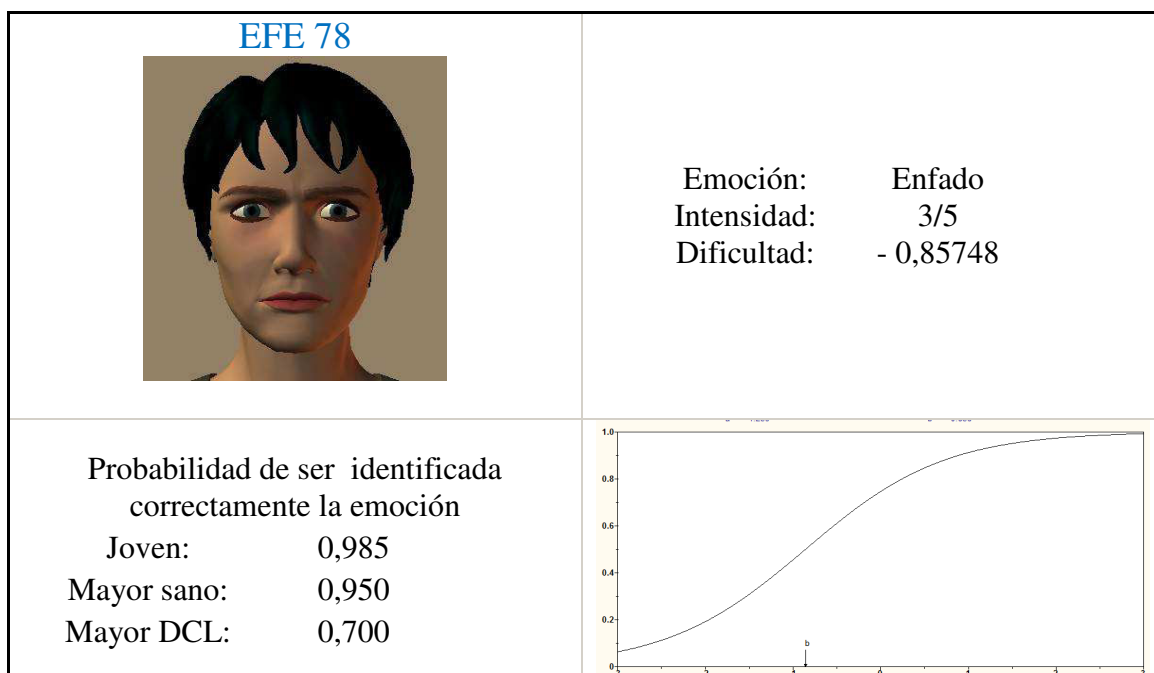 EFE 78
Emoción: Enfado
Intensidad: 3/5
Dificultad: - 0,85748
Probabilidad de ser identificada
correctamente la emoción
Joven: 0,985
Mayor sano: 0,950
Mayor DCL: 0,700
1.0
0.8
0.6
0.4
0.2
0
b